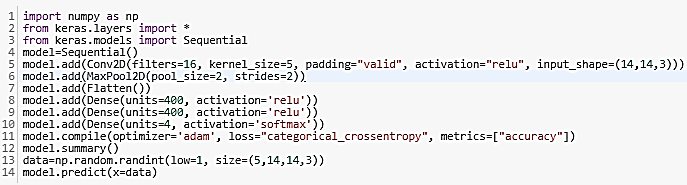 1 import numpy as np
2 from keras.layers import *
3 from keras.models import Sequential
4 model=Sequential()
5 model.add(Conv2D(filters=16, kernel_size=5, padding="valid", activation="relu", input_shape=(14,14,3)))
6 model.add(MaxPool2D(pool_size=2, strides=2))
7 model.add(Flatten())
8 model.add(Dense(units=400, activation='relu'))
9 model.add(Dense(units=400, activation='relu'))
10 model.add(Dense(units=4, activation='softmax'))
11 model.compile(optimizer='adam', loss="categorical_crossentropy", metrics=["accuracy"])
12 model.summary()
13 data=np.random.randint(low=1, size=(5,14,14,3))
14 model.predict(x=data)